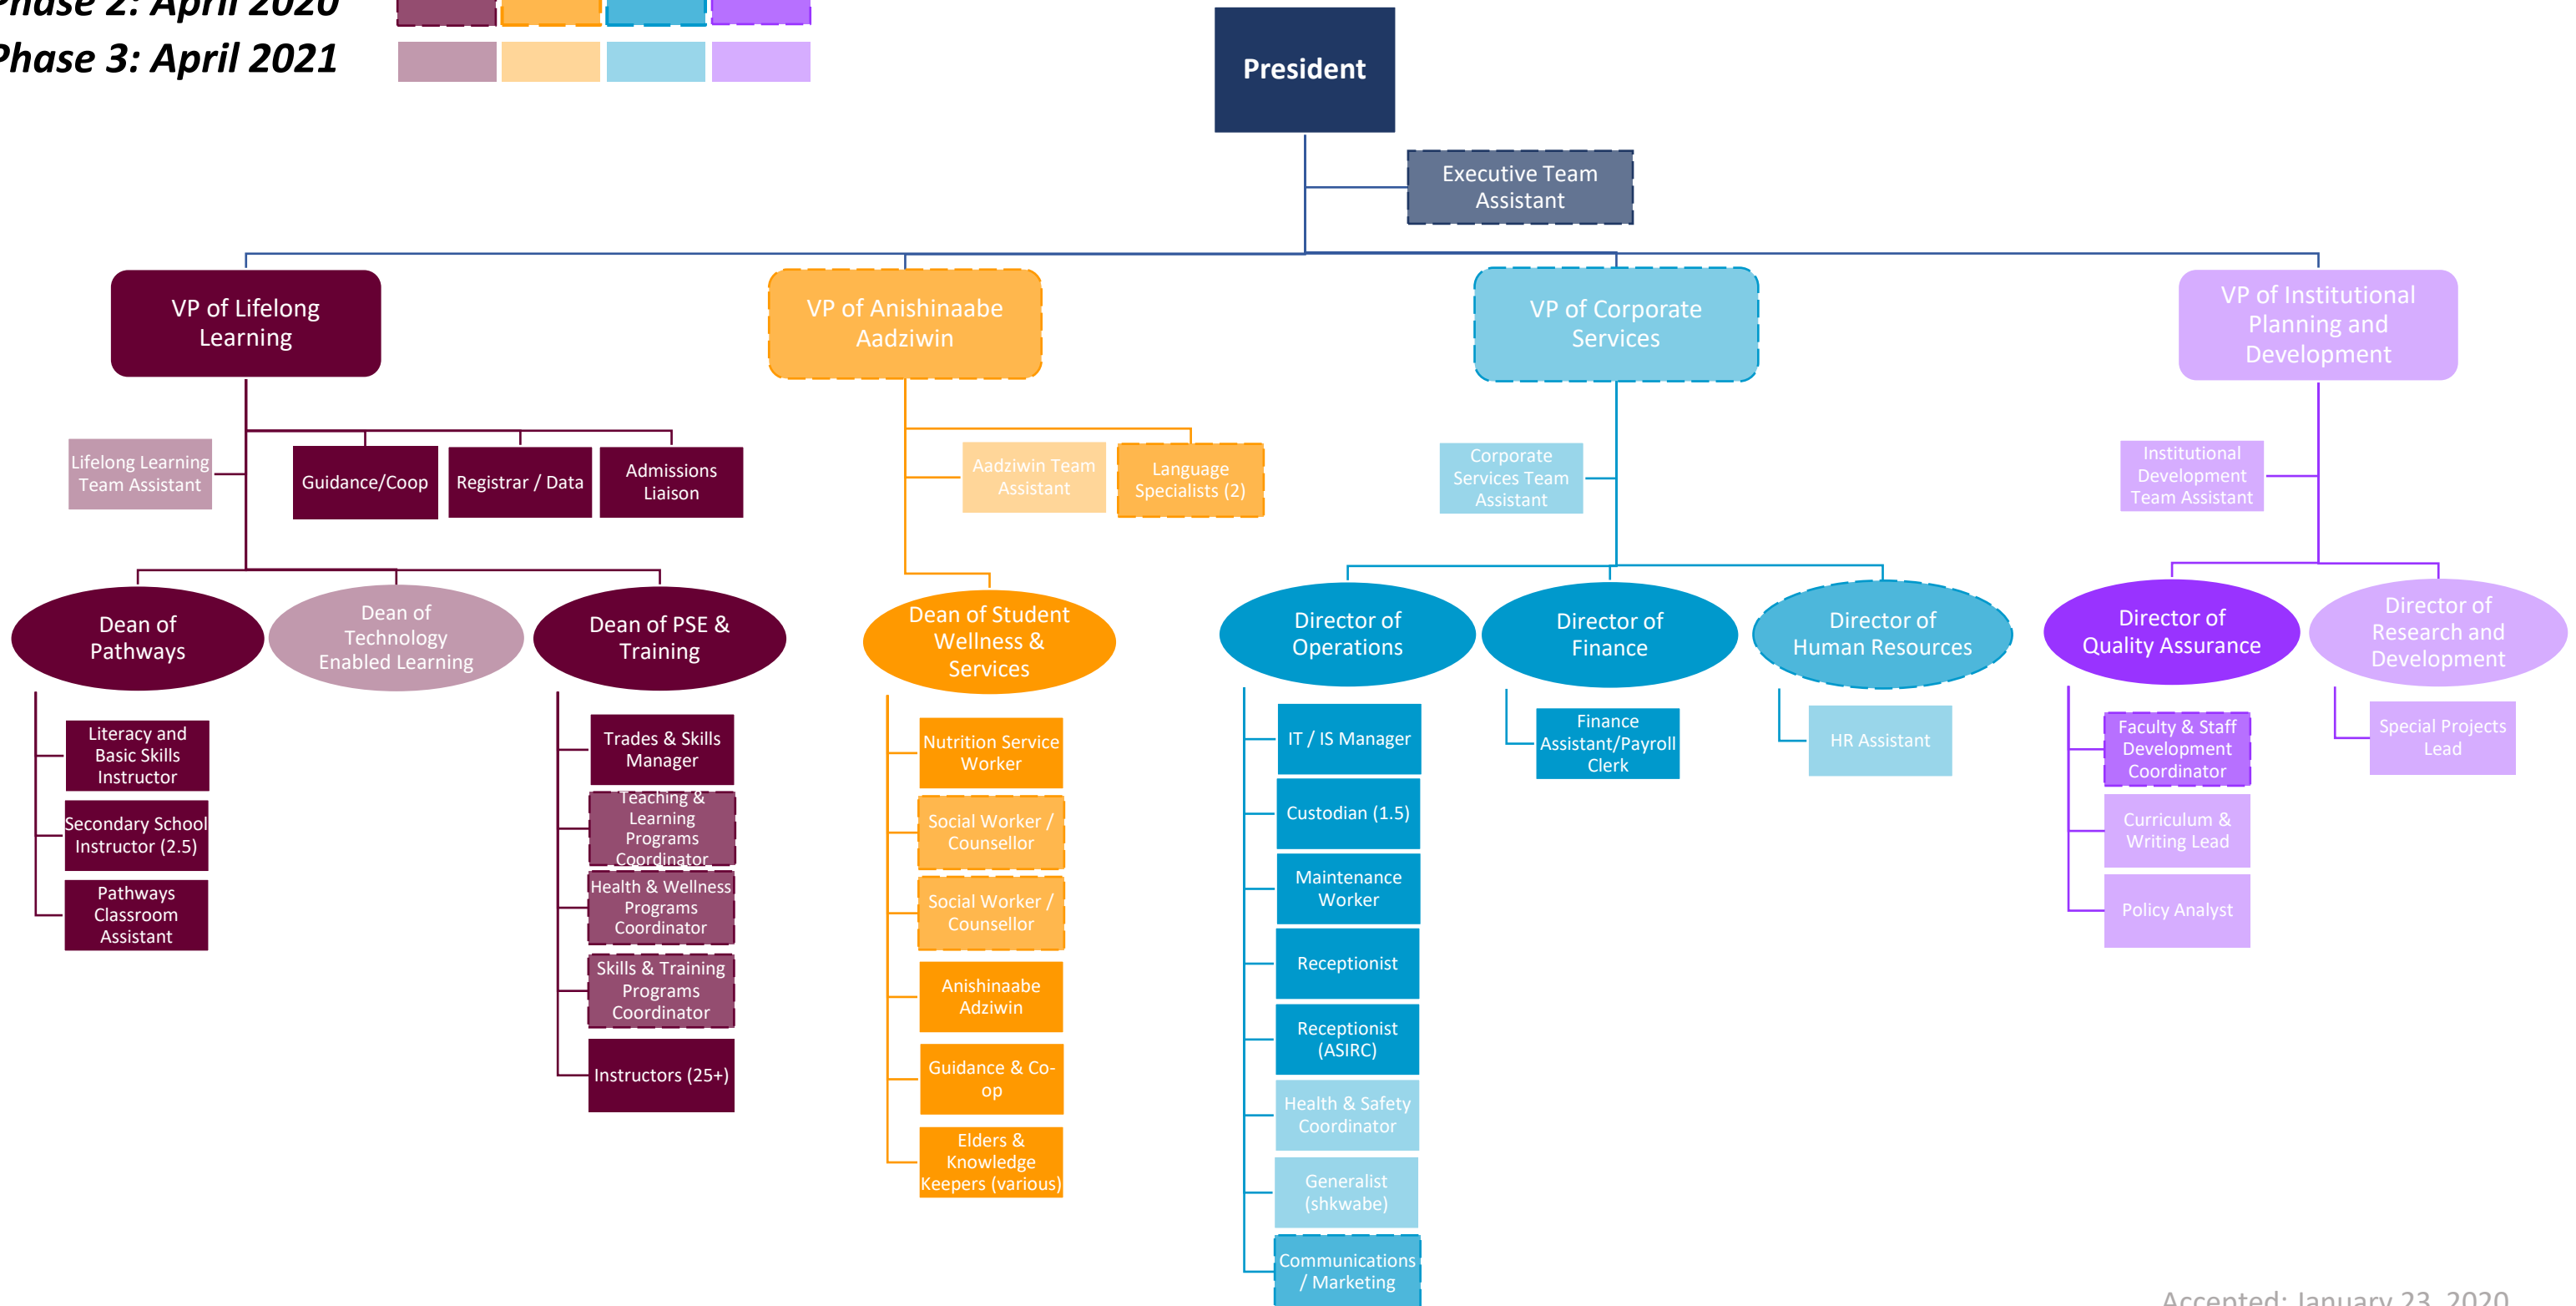 Phase 2: April 2020
Phase 3: April 2021
President
Executive Team
Assistant
VP of Lifelong
Learning
VP of Anishinaabe
Aadziwin
VP of Corporate
Services
VP of Institutional
Planning and
Development
Lifelong Learning
Team Assistant
Guidance/Coop
Registrar / Data
Admissions
Liaison
Aadziwin Team
Assistant
Language
Specialists (2)
Corporate
Services Team
Assistant
Institutional
Development
Team Assistant
Dean of
Pathways
Dean of
Technology
Enabled Learning
Dean of PSE &
Training
Dean of Student
Wellness &
Services
Director of
Operations
Director of
Finance
Director of
Human Resources
Director of
Quality Assurance
Director of
Research and
Development
Literacy and
Basic Skills
Instructor
Secondary School
Instructor (2.5)
Pathways
Classroom
Assistant
Trades & Skills
Manager
Teaching &
Learning
Programs
Coordinator
Health & Wellness
Programs
Coordinator
Skills & Training
Programs
Coordinator
Instructors (25+)
Nutrition Service
Worker
Social Worker /
Counsellor
Social Worker /
Counsellor
Anishinaabe
Adziwin
Guidance & Co-
op
Elders &
Knowledge
Keepers (various)
IT / IS Manager
Custodian (1.5)
Maintenance
Worker
Receptionist
Receptionist
(ASIRC)
Health & Safety
Coordinator
Generalist
(shkwabe)
Communications
/ Marketing
Finance
Assistant/Payroll
Clerk
HR Assistant
Faculty & Staff
Development
Coordinator
Curriculum &
Writing Lead
Policy Analyst
Special Projects
Lead
Accepted: January 23, 2020